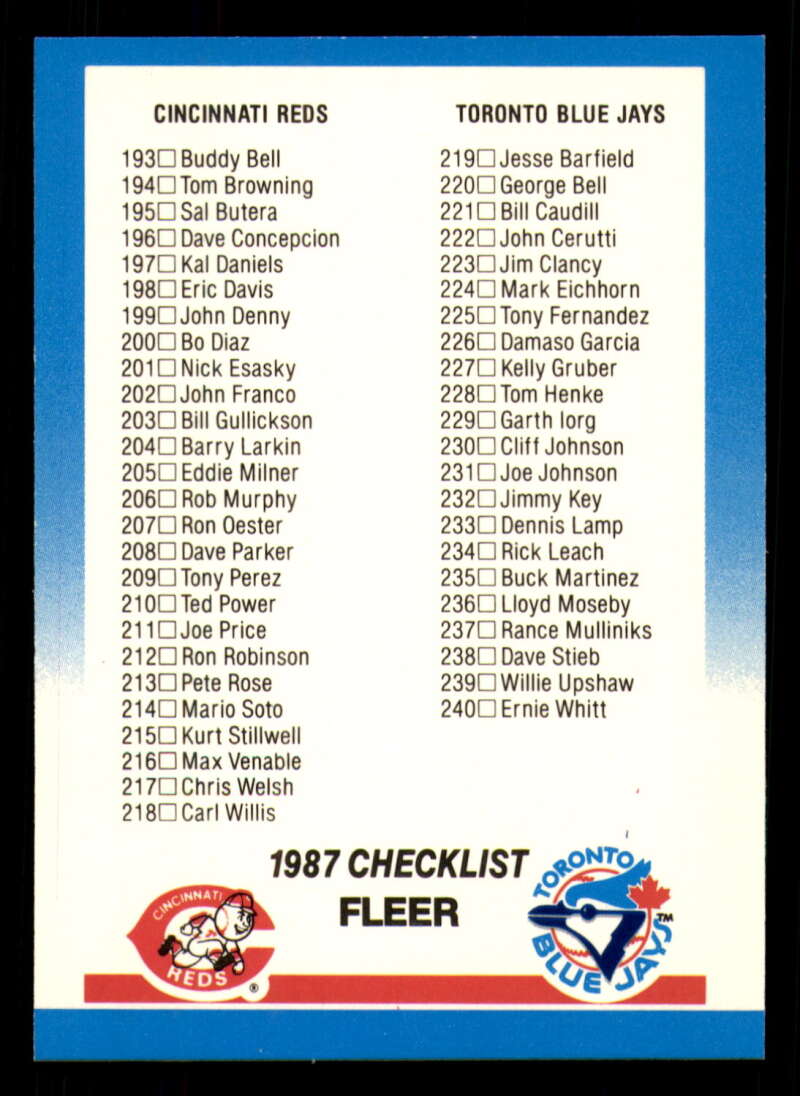 CINCINNATI REDS
193 Buddy Bell
194 Tom Browning
195 Sal Butera
196 Dave Concepcion
197 Kal Daniels
198 Eric Davis
199 John Denny
200 Bo Diaz
201 Nick Esasky
202 John Franco
203 Bill Gullickson
204 Barry Larkin
205 Eddie Milner
206 Rob Murphy
207 Ron Oester
208 Dave Parker
209 Tony Perez
210 Ted Power
211 Joe Price
212 Ron Robinson
213 Pete Rose
214 Mario Soto
215 Kurt Stillwell
216 Max Venable
217 Chris Welsh
218 Carl Willis
TORONTO BLUE JAYS
219 Jesse Barfield
220 George Bell
221 Bill Caudill
222 John Cerutti
223 Jim Clancy
224 Mark Eichhorn
225 Tony Fernandez
226 Damaso Garcia
227 Kelly Gruber
228 Tom Henke
229 Garth Iorg
230 Cliff Johnson
231 Joe Johnson
232 Jimmy Key
233 Dennis Lamp
234 Rick Leach
235 Buck Martinez
236 Lloyd Moseby
237 Rance Mulliniks
238 Dave Stieb
239 Willie Upshaw
240 Ernie Whitt
1987 CHECKLIST
FLEER
CINCINNATI
REDS
®
TORONTO
BLUE JAYS
TM